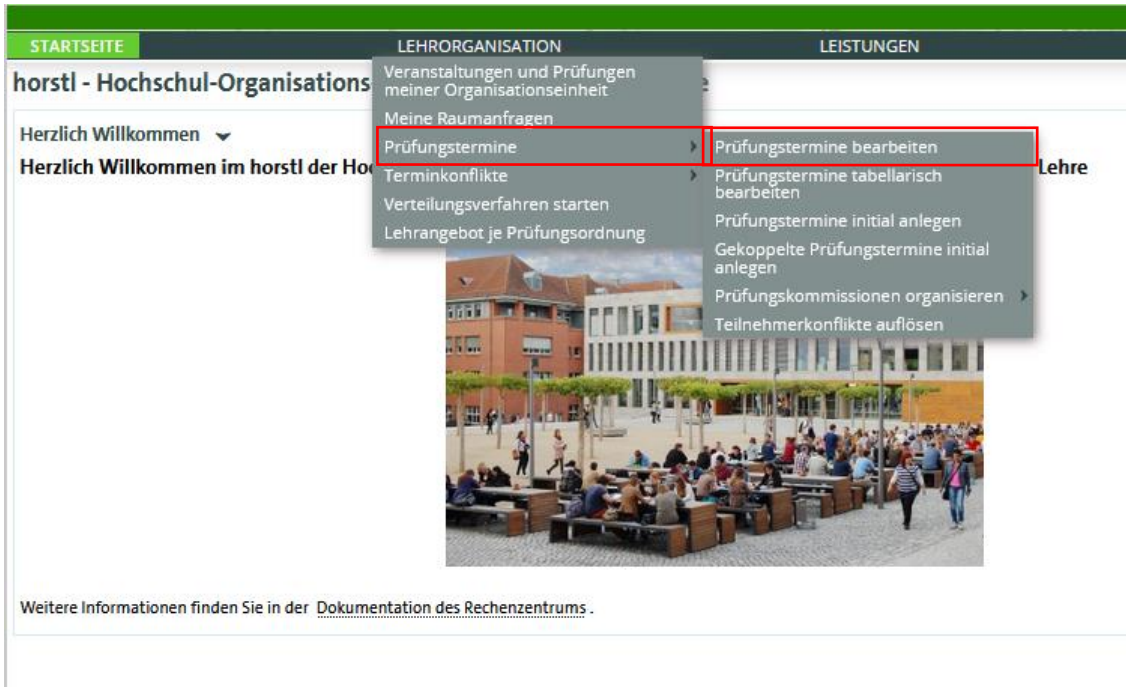 STARTSEITE
LEHRORGANISATION
LEISTUNGEN
horstl - Hochschul-Organisations
Herzlich Willkommen
Herzlich Willkommen im horstl der Ho
Lehre
Veranstaltungen und Prüfungen
meiner Organisationseinheit
Meine Raumanfragen
Prüfungstermine
Terminkonflikte
Verteilungsverfahren starten
Lehrangebot je Prüfungsordnung
Prüfungstermine bearbeiten
Prüfungstermine tabellarisch
bearbeiten
Prüfungstermine initial anlegen
Gekoppelte Prüfungstermine initial
anlegen
Prüfungskommissionen organisieren
Teilnehmerkonflikte auflösen
Weitere Informationen finden Sie in der Dokumentation des Rechenzentrums .